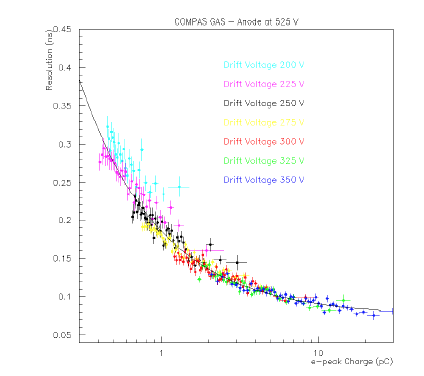 COMPAS GAS - Anode at 525 V
Resolution (ns)
0.45
0.4
0.35
0.3
0.25
0.2
0.15
0.1
0.05
Drift Voltage 200 V
Drift Voltage 225 V
Drift Voltage 250 V
Drift Voltage 275 V
Drift Voltage 300 V
Drift Voltage 325 V
Drift Voltage 350 V
1
10
e-peak Charge (pC)